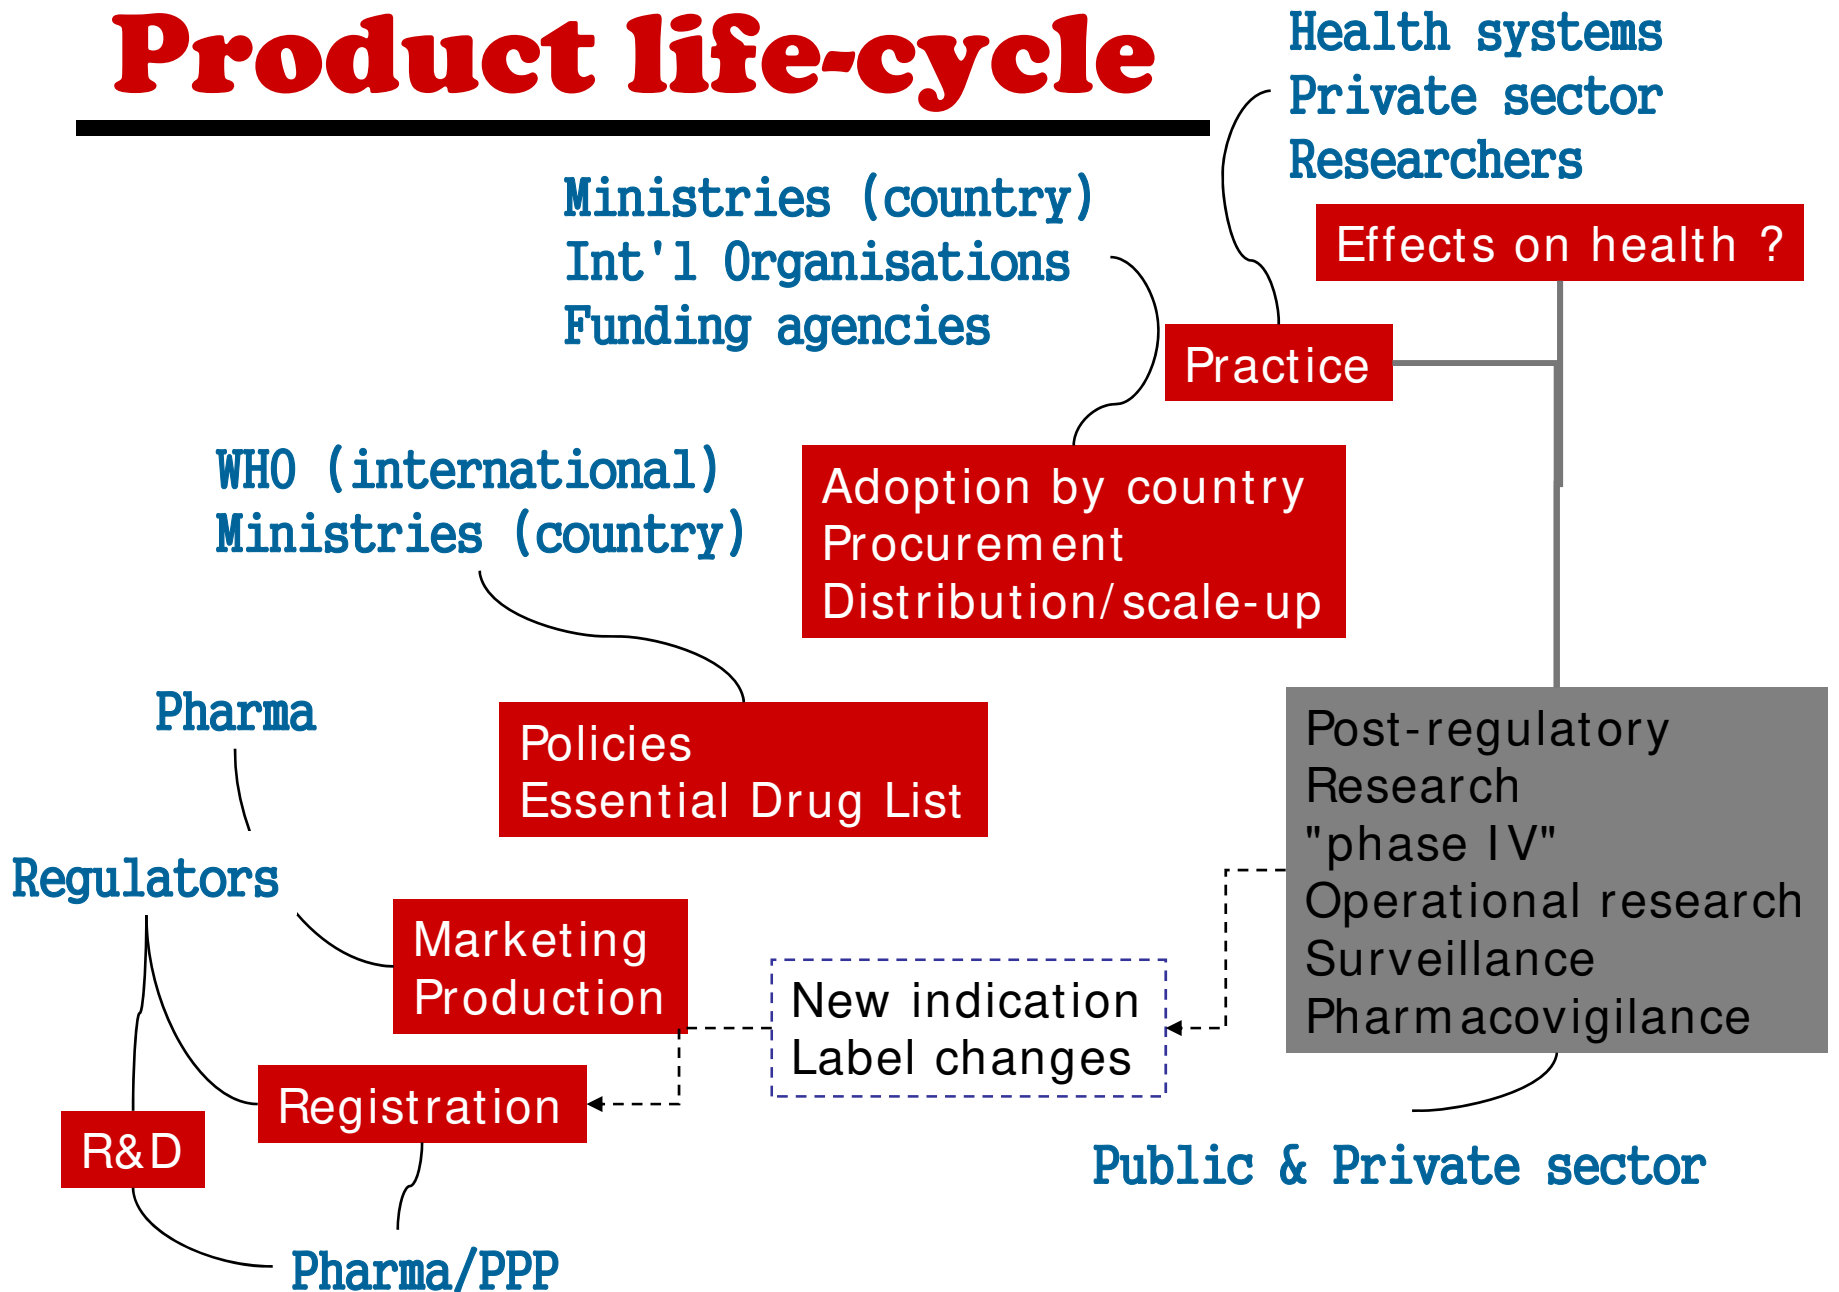 Product life-cycle
Health systems
Private sector
Researchers
Ministries (country)
Int'l Organisations
Funding agencies
Effects on health ?
Practice
WHO (international)
Ministries (country)
Adoption by country
Procurement
Distribution/scale-up
Pharma
Policies
Essential Drug List
Post-regulatory
Research
"phase IV"
Operational research
Surveillance
Pharmacovigilance
Regulators
Marketing
Production
New indication
Label changes
Registration
R&D
Public & Private sector
Pharma/PPP